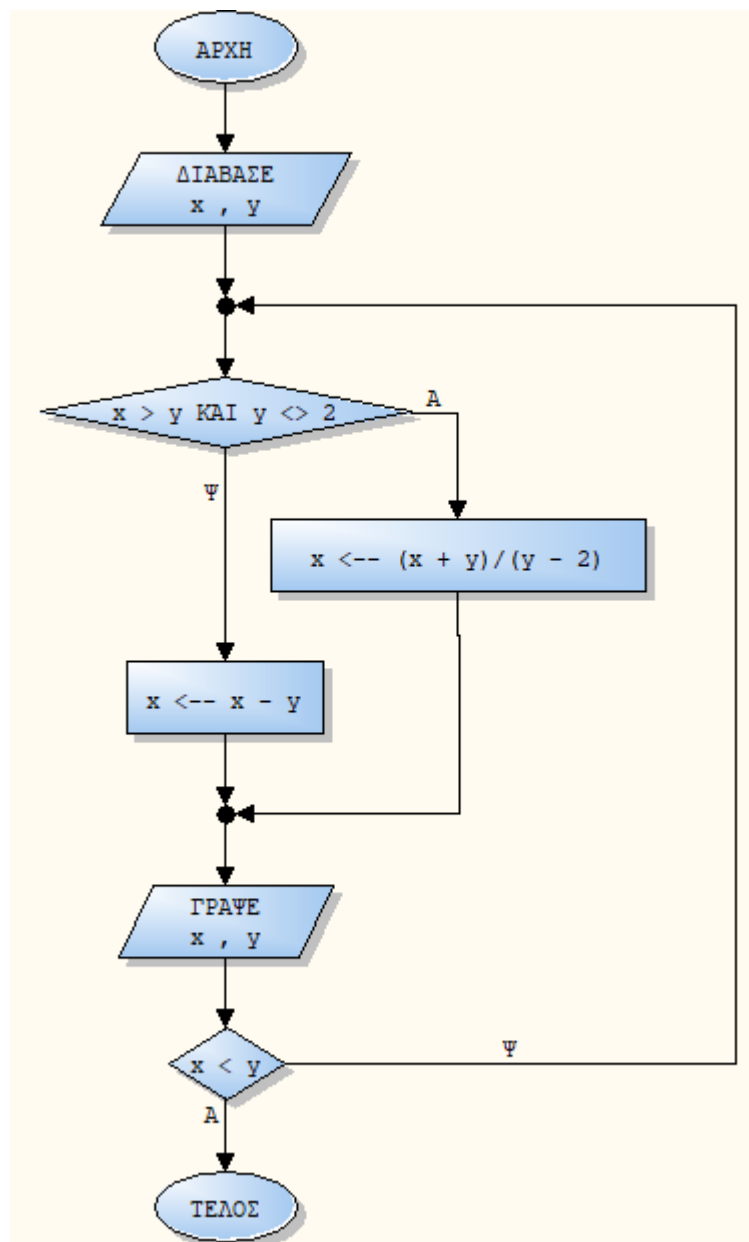 ΑΡΧΗ
ΔΙΑΒΑΣΕ
x , y
x > y ΚΑΙ y <> 2
Α
Ψ
x <-- (x + y)/(y - 2)
x <-- x - y
ΓΡΑΨΕ
x , y
x < y
Ψ
Α
ΤΕΛΟΣ